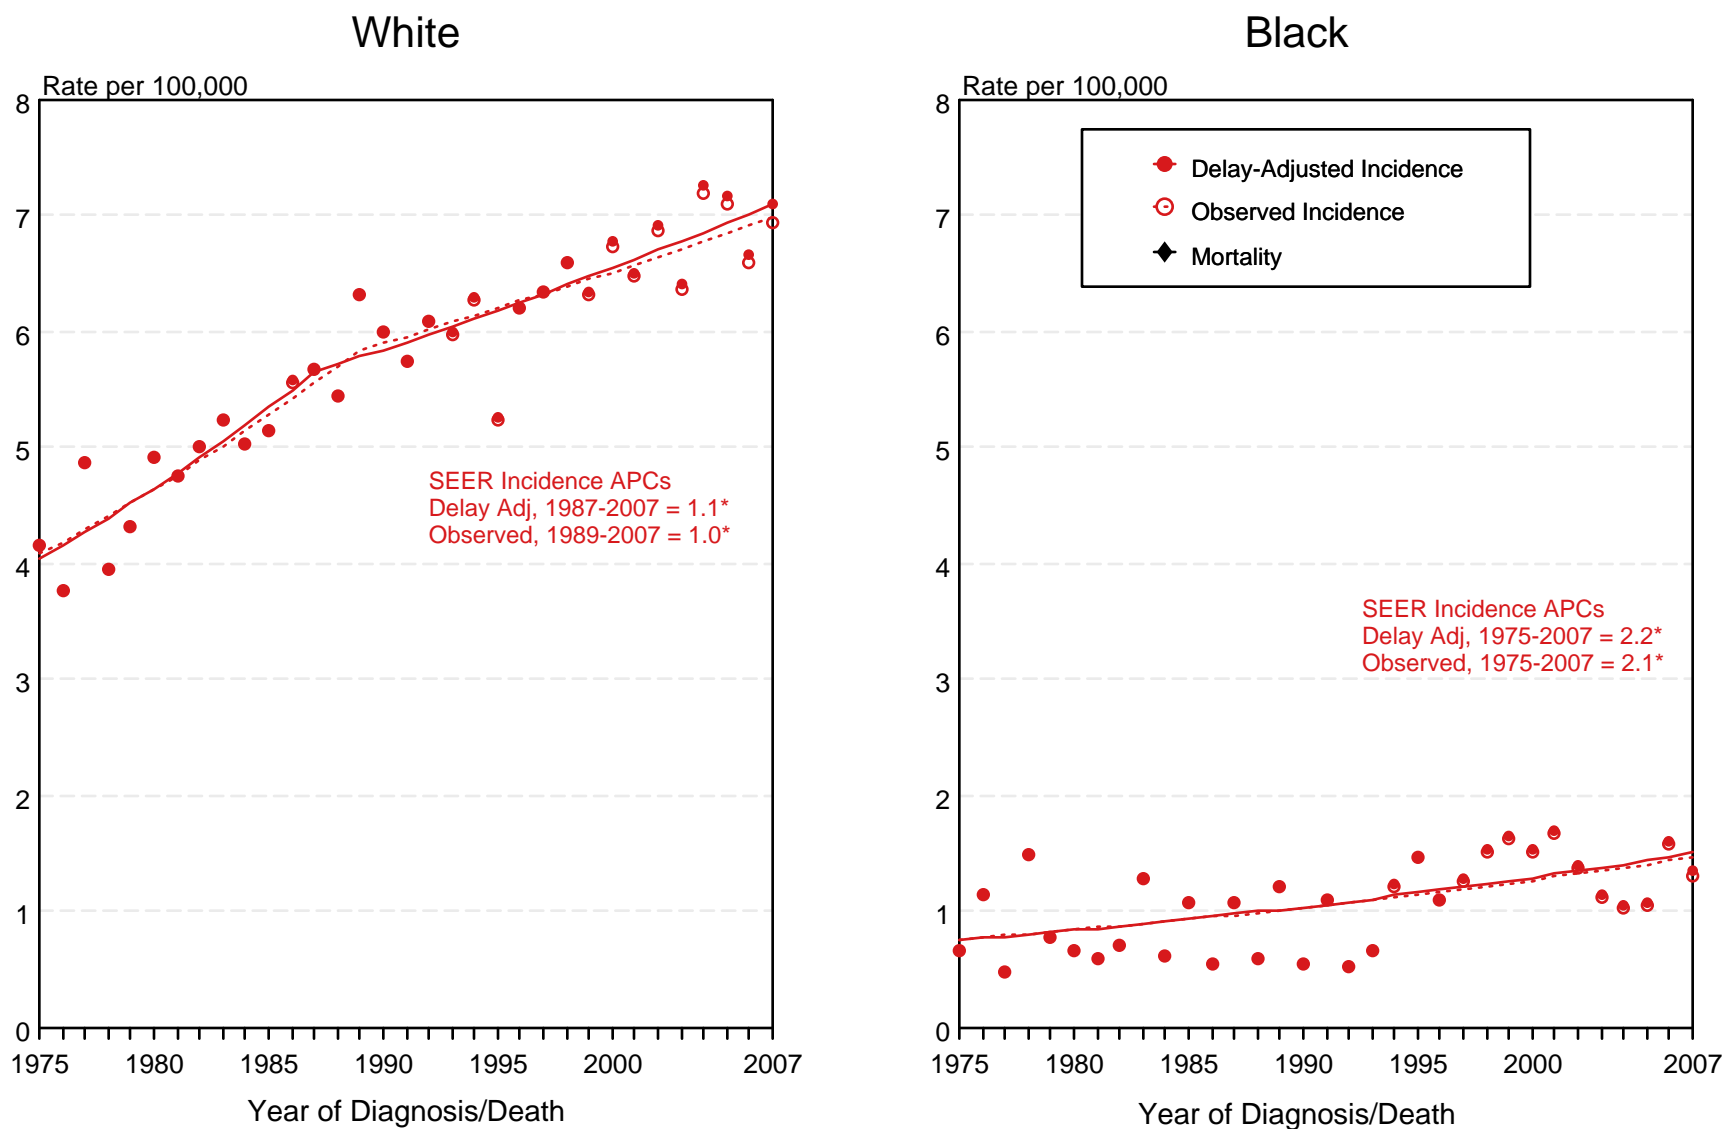 White
Rate per 100,000
8
7
6
5
4
3
2
1
0
SEER Incidence APCs
Delay Adj, 1987-2007 = 1.1*
Observed, 1989-2007 = 1.0*
1975 1980 1985 1990 1995 2000 2007
Year of Diagnosis/Death
Black
Rate per 100,000
8
7
6
5
4
3
2
1
0
Delay-Adjusted Incidence
Observed Incidence
Mortality
SEER Incidence APCs
Delay Adj, 1975-2007 = 2.2*
Observed, 1975-2007 = 2.1*
1975 1980 1985 1990 1995 2000 2007
Year of Diagnosis/Death